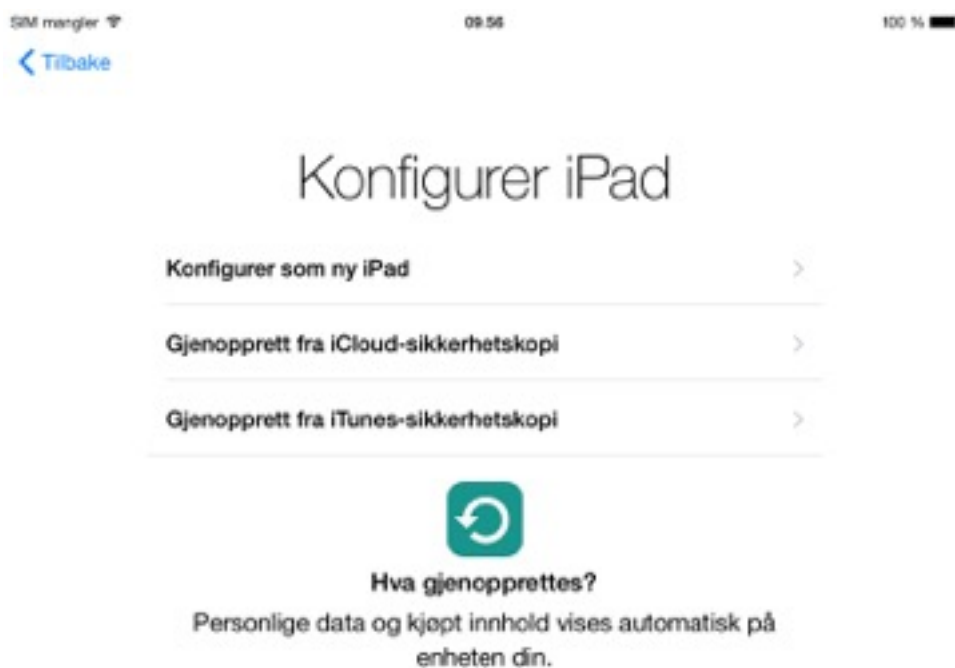 SIM mangler
09.56
100 %
Tilbake
Konfigurer iPad
Konfigurer som ny iPad
Gjenopprett fra iCloud-sikkerhetskopi
Gjenopprett fra iTunes-sikkerhetskopi
Hva gjenopprettes?
Personlige data og kjøpt innhold vises automatisk på
enheten din.